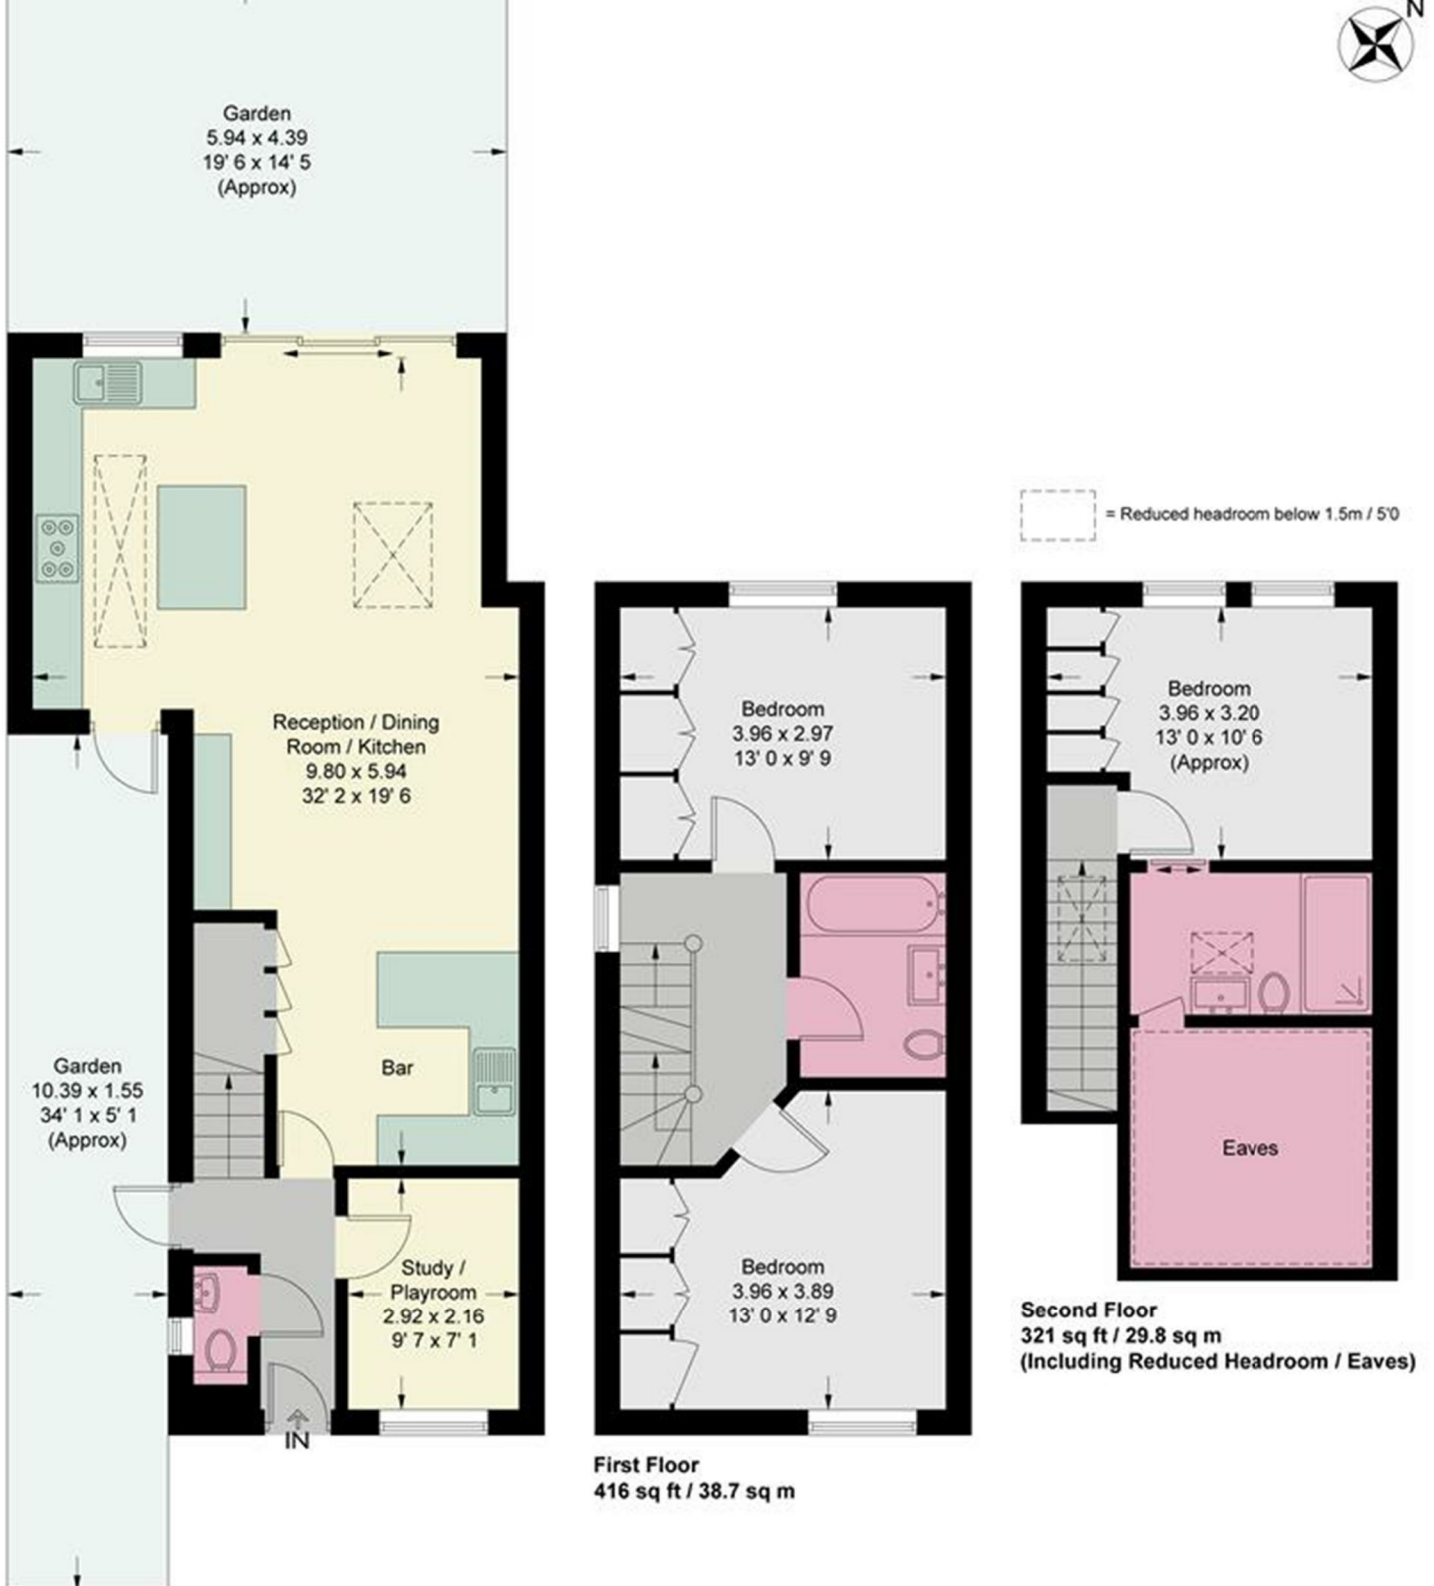 N
Garden
5.94 x 4.39
19' 6 x 14' 5
(Approx)
= Reduced headroom below 1.5m / 5'0
Reception / Dining
Room / Kitchen
9.80 x 5.94
32' 2 x 19' 6
Bedroom
3.96 x 2.97
13' 0 x 9' 9
Bedroom
3.96 x 3.20
13' 0 x 10' 6
(Approx)
Garden
10.39 x 1.55
34' 1 x 5' 1
(Approx)
Bar
Eaves
Study /
Playroom
2.92 x 2.16
9' 7 x 7' 1
Bedroom
3.96 x 3.89
13' 0 x 12' 9
IN
First Floor
416 sq ft / 38.7 sq m
Second Floor
321 sq ft / 29.8 sq m
(Including Reduced Headroom / Eaves)